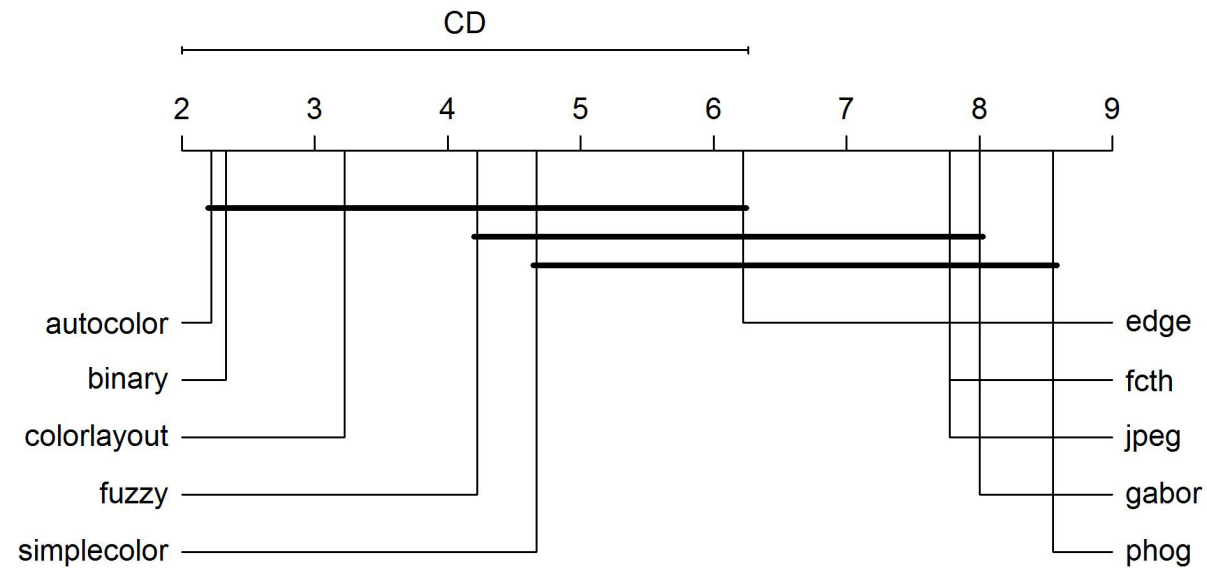 CD
2 3 4 5 6 7 8 9
autocolor edge
binary fcth
colorlayout jpeg
fuzzy gabor
simplecolor phog